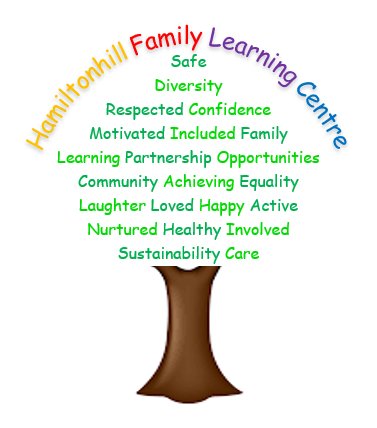 Hamiltonhill Family Learning Centre
Safe
Diversity
Respected Confidence
Motivated Included Family
Learning Partnership Opportunities
Community Achieving Equality
Laughter Loved Happy Active
Nurtured Healthy Involved
Sustainability Care